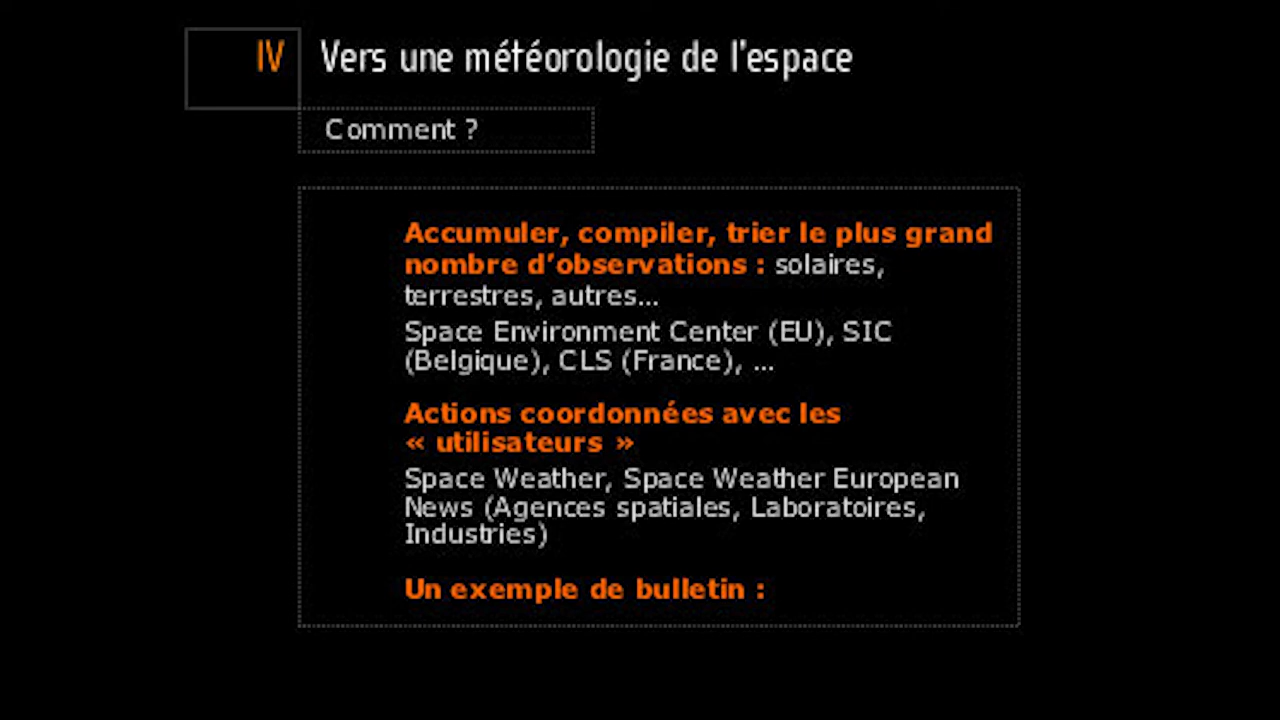 IV Vers une météorologie de l'espace
Comment ?
Accumuler, compiler, trier le plus grand
nombre d’observations : solaires,
terrestres, autres...
Space Environment Center (EU), SIC
(Belgique), CLS (France), ...
Actions coordonnées avec les
« utilisateurs »
Space Weather, Space Weather European
News (Agences spatiales, Laboratoires,
Industries)
Un exemple de bulletin :